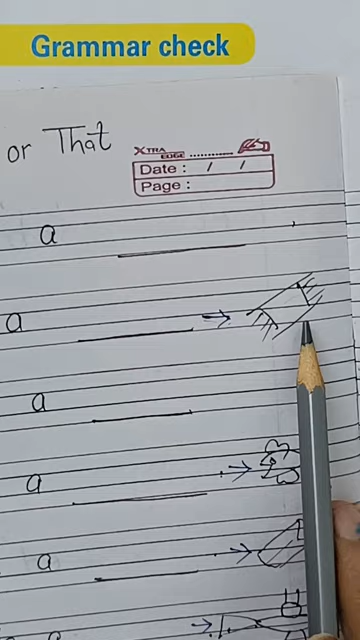 Grammar check
or That
XTRA EDGE ............
Date : / /
Page :
a
a
a
a
a
a